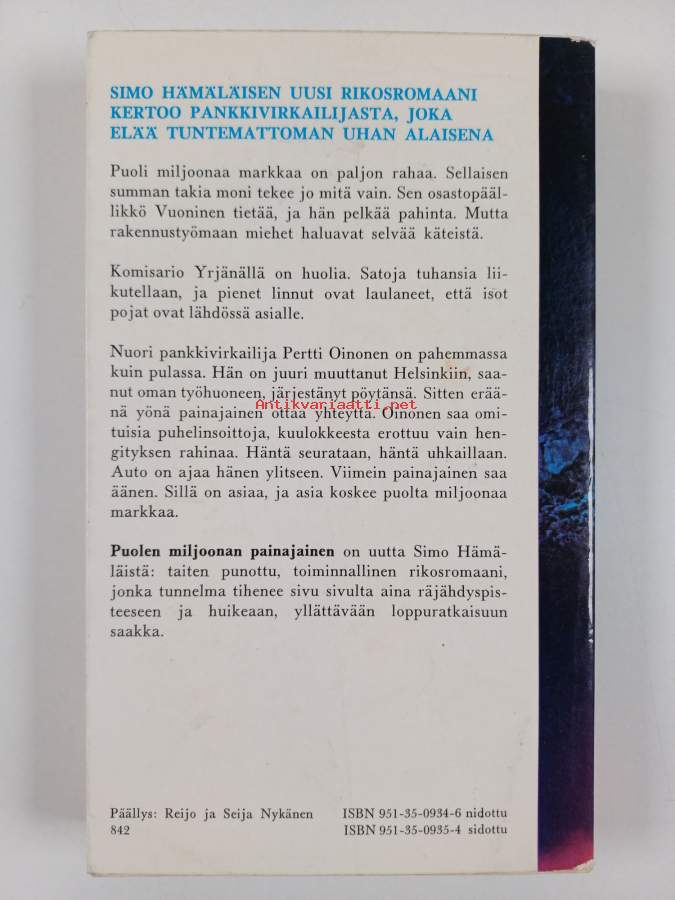 SIMO HÄMÄLÄISEN UUSI RIKOSROMAANI
KERTOO PANKKIVIRKAILIJASTA, JOKA
ELÄÄ TUNTEMATTOMAN UHAN ALAISENA
Puoli miljoonaa markkaa on paljon rahaa. Sellaisen
summan takia moni tekee jo mitä vain. Sen osastopääl-
likkö Vuoninen tietää, ja hän pelkää pahinta. Mutta
rakennustyömaan miehet haluavat selvää käteistä.
Komisario Yrjänällä on huolia. Satoja tuhansia lii-
kutellaan, ja pienet linnut ovat laulaneet, että isot
pojat ovat lähdössä asialle.
Nuori pankkivirkailija Pertti Oinonen on pahemmassa
kuin pulassa. Hän on juuri muuttanut Helsinkiin, saa-
nut oman työhuoneen, järjestänyt pöytänsä. Sitten erää-
nä yönä painajainen ottaa yhteyttä. Oinonen saa omi-
Antikvariaatti.net
tuisia puhelinsoittoja, kuulokkeesta erottuu vain hen-
gityksen rahinaa. Häntä seurataan, häntä uhkaillaan.
Auto on ajaa hänen ylitseen. Viimein painajainen saa
äänen. Sillä on asiaa, ja asia koskee puolta miljoonaa
markkaa.
Puolen miljoonan painajainen on uutta Simo Hämä-
läistä: taiten punottu, toiminnallinen rikosromaani,
jonka tunnelma tihenee sivu sivulta aina räjähdyspis-
teeseen ja huikeaan, yllättävään loppuratkaisuun
saakka.
Päällys: Reijo ja Seija Nykänen
842
ISBN 951-35-0934-6 nidottu
ISBN 951-35-0935-4 sidottu